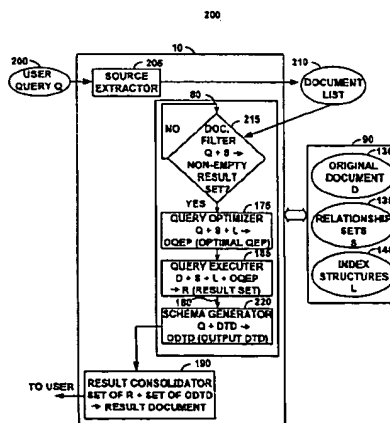 200
10
200
USER
QUERY Q
205
SOURCE
EXTRACTOR
210
DOCUMENT
LIST
80
215
NO
DOC.
FILTER
Q + S →
NON-EMPTY
RESULT
SET?
YES
175
QUERY OPTIMIZER
Q + S + L →
OQEP (OPTIMAL QEP)
185
QUERY EXECUTER
D + S + L + OQEP
→ R (RESULT SET)
180
220
SCHEMA GENERATOR
Q + DTD →
ODTD (OUTPUT DTD)
90
ORIGINAL
DOCUMENT
D
RELATIONSHIP
SETS
S
INDEX
STRUCTURES
L
190
TO USER
RESULT CONSOLIDATOR
SET OF R + SET OF ODTD
→ RESULT DOCUMENT